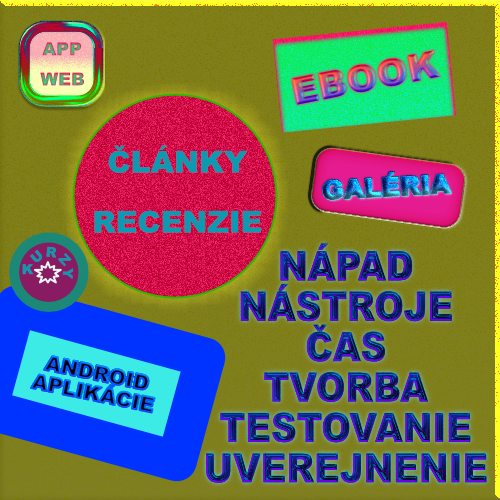 APP
WEB
EBOOK
ČLÁNKY
RECENZIE
GALÉRIA
KURZY
ANDROID
APLIKÁCIE
NÁPAD
NÁSTROJE
ČAS
TVORBA
TESTOVANIE
UVEREJNENIE